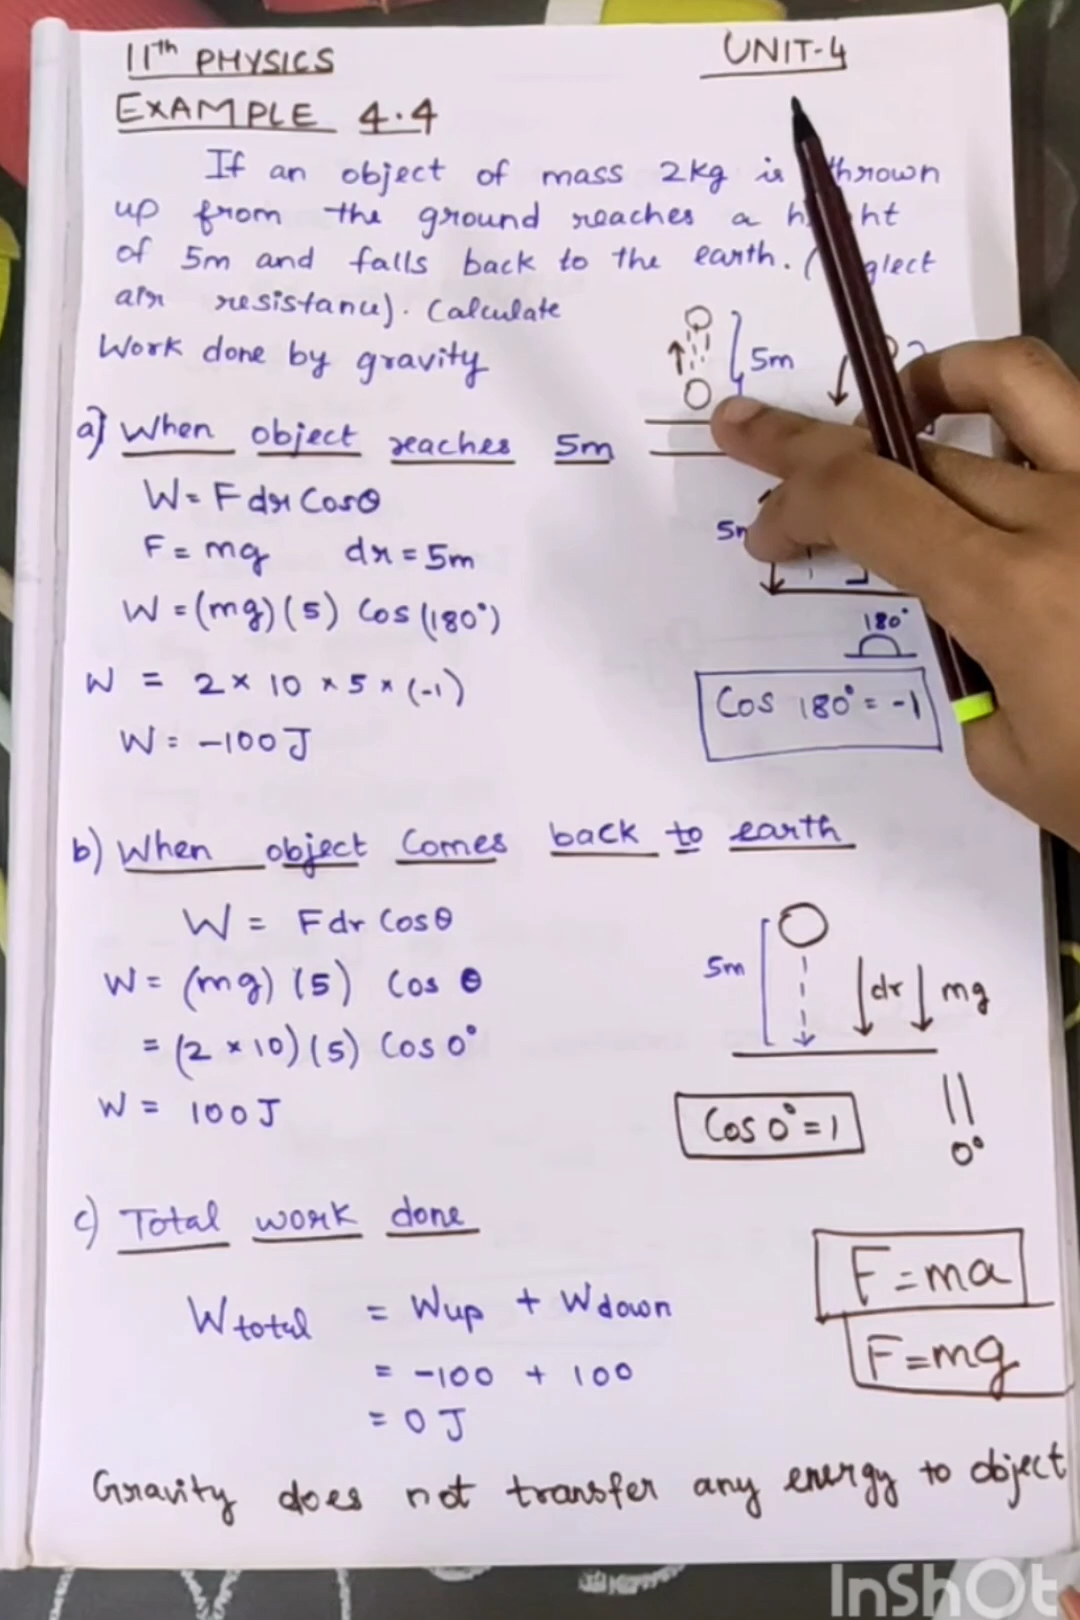 11th PHYSICS
UNIT-4
EXAMPLE 4.4
If an object of mass 2kg is thrown
up from the ground reaches a
of 5m and falls back to the earth. (
air resistance). Calculate
Work done by gravity
5m
a) When object reaches 5m
W = F dr Cosθ
F = mg dr = 5m
W = (mg) (5) Cos (180°)
W = 2 × 10 × 5 × (-1)
W = -100 J
180°
Cos 180° = -1
b) When object Comes back to earth
W = F dr Cosθ
W = (mg) (5) Cos θ
= (2 × 10) (5) Cos 0°
W = 100 J
5m dr mg
Cos 0° = 1
0°
c) Total work done
W total = Wup + Wdown
= -100 + 100
= 0 J
F = ma
F = mg
Gravity does not transfer any energy to object
InShOt